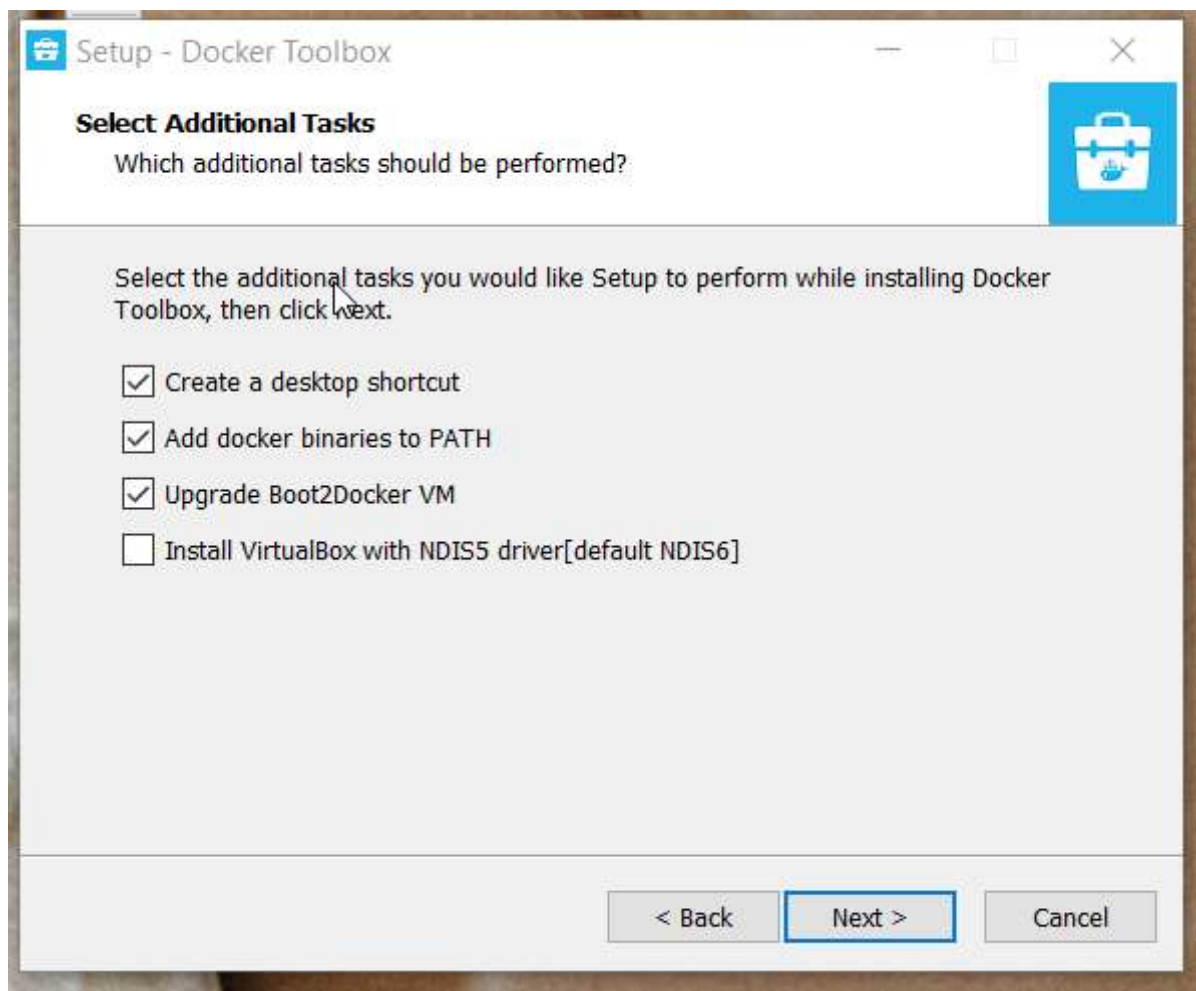 Setup - Docker Toolbox
Select Additional Tasks
Which additional tasks should be performed?
Select the additional tasks you would like Setup to perform while installing Docker
Toolbox, then click Next.
Create a desktop shortcut
Add docker binaries to PATH
Upgrade Boot2Docker VM
Install VirtualBox with NDIS5 driver[default NDIS6]
< Back
Next >
Cancel